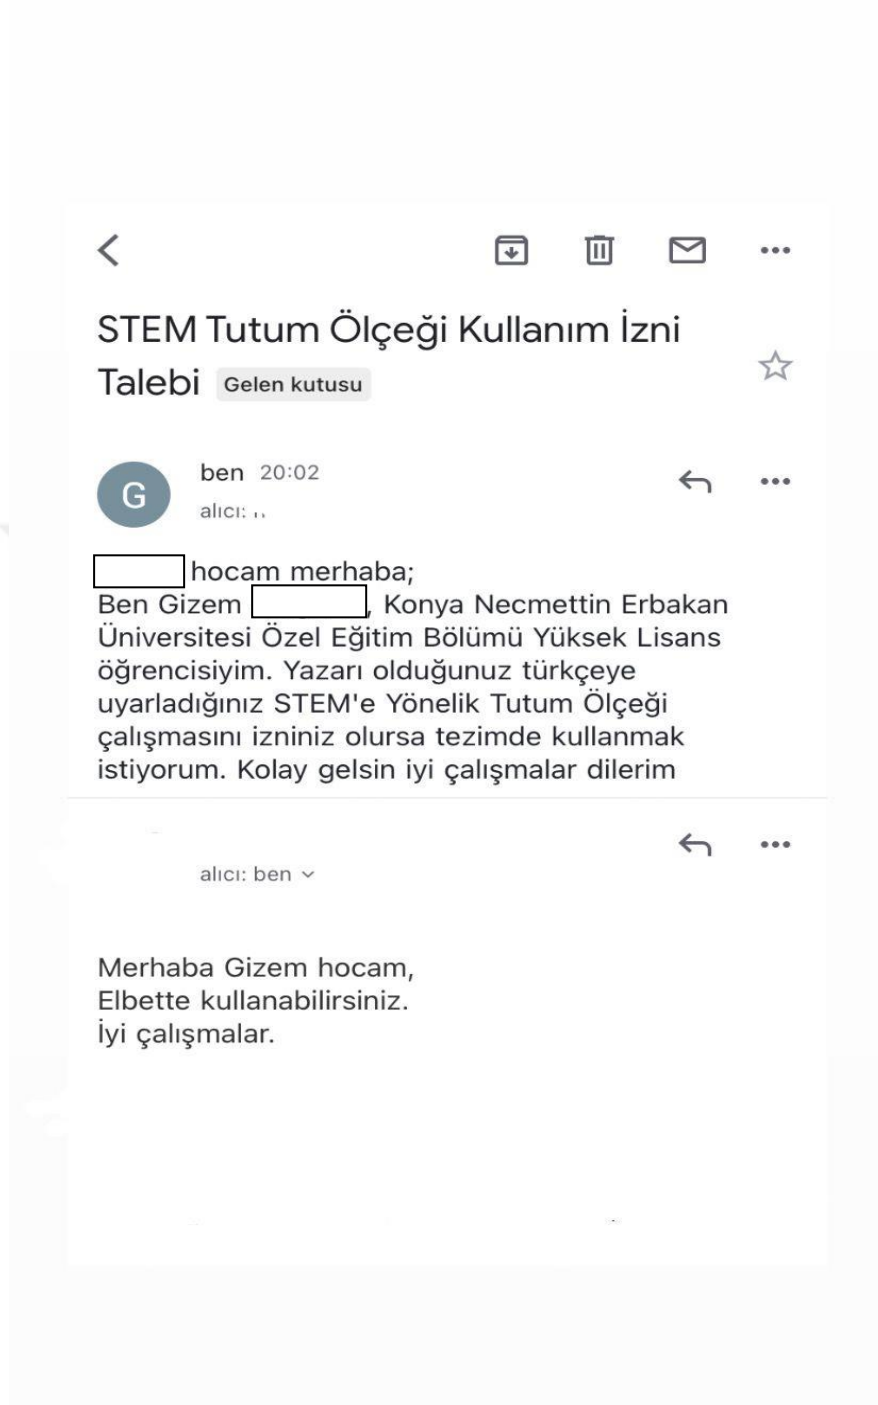 STEM Tutum Ölçeği Kullanım İzni
Talebi Gelen kutusu
G
ben 20:02
alıcı:
hocam merhaba;
Ben Gizem , Konya Necmettin Erbakan
Üniversitesi Özel Eğitim Bölümü Yüksek Lisans
öğrencisiyim. Yazarı olduğunuz türkçeye
uyarladığınız STEM'e Yönelik Tutum Ölçeği
çalışmasını izniniz olursa tezimde kullanmak
istiyorum. Kolay gelsin iyi çalışmalar dilerim
alıcı: ben
Merhaba Gizem hocam,
Elbette kullanabilirsiniz.
İyi çalışmalar.